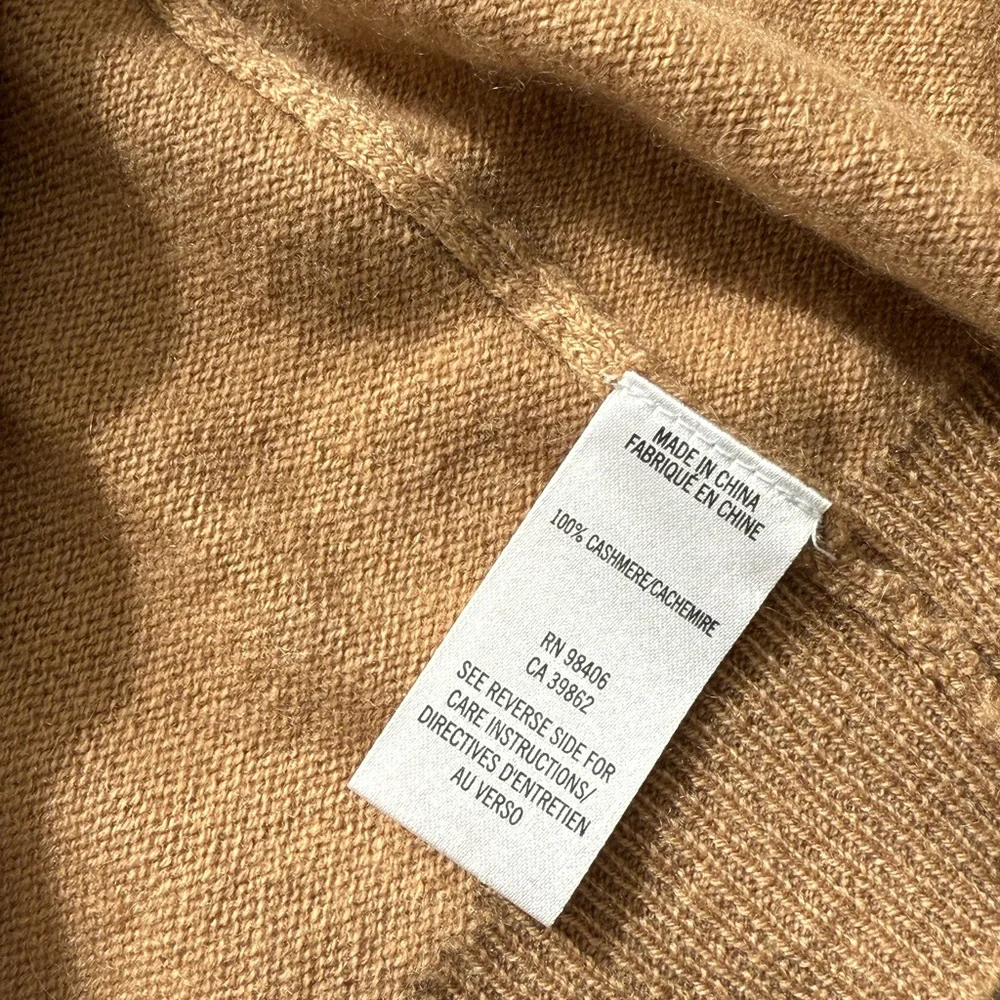 MADE IN CHINA
FABRIQUÉ EN CHINE
100% CASHMERE/CACHEMIRE
RN 98406
CA 39862
SEE REVERSE SIDE FOR
CARE INSTRUCTIONS/
DIRECTIVES D'ENTRETIEN
AU VERSO